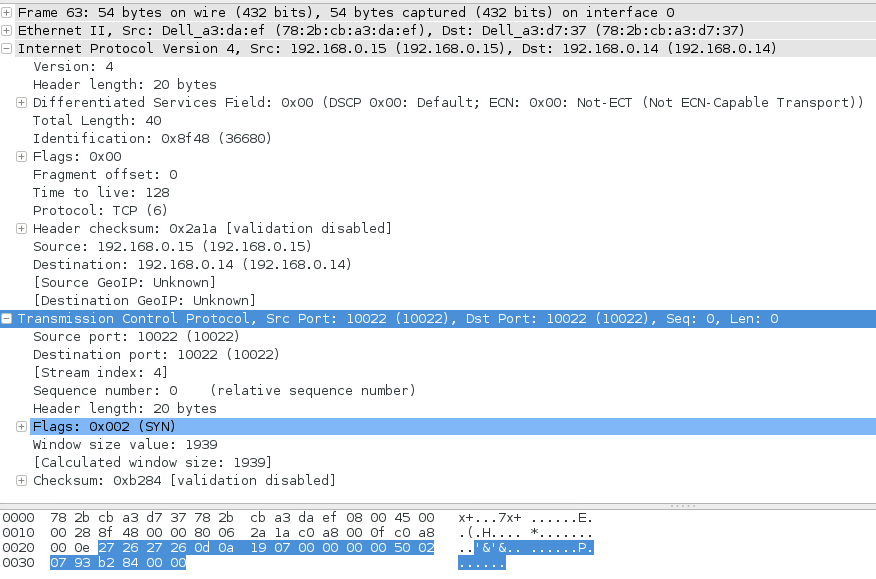 Frame 63: 54 bytes on wire (432 bits), 54 bytes captured (432 bits) on interface 0
Ethernet II, Src: Dell_a3:da:ef (78:2b:cb:a3:da:ef), Dst: Dell_a3:d7:37 (78:2b:cb:a3:d7:37)
Internet Protocol Version 4, Src: 192.168.0.15 (192.168.0.15), Dst: 192.168.0.14 (192.168.0.14)
Version: 4
Header length: 20 bytes
Differentiated Services Field: 0x00 (DSCP 0x00: Default; ECN: 0x00: Not-ECT (Not ECN-Capable Transport))
Total Length: 40
Identification: 0x8f48 (36680)
Flags: 0x00
Fragment offset: 0
Time to live: 128
Protocol: TCP (6)
Header checksum: 0x2a1a [validation disabled]
Source: 192.168.0.15 (192.168.0.15)
Destination: 192.168.0.14 (192.168.0.14)
[Source GeoIP: Unknown]
[Destination GeoIP: Unknown]
Transmission Control Protocol, Src Port: 10022 (10022), Dst Port: 10022 (10022), Seq: 0, Len: 0
Source port: 10022 (10022)
Destination port: 10022 (10022)
[Stream index: 4]
Sequence number: 0    (relative sequence number)
Header length: 20 bytes
Flags: 0x002 (SYN)
Window size value: 1939
[Calculated window size: 1939]
Checksum: 0xb284 [validation disabled]
0000  78 2b cb a3 d7 37 78 2b  cb a3 da ef 08 00 45 00   x+...7x+ ......E.
0010  00 28 8f 48 00 00 80 06  2a 1a c0 a8 00 0f c0 a8   .(.H.... *.......
0020  00 0e 27 26 27 26 0d 0a  19 07 00 00 00 00 50 02   ..'&'&.. ......P.
0030  07 93 b2 84 00 00                                  ......